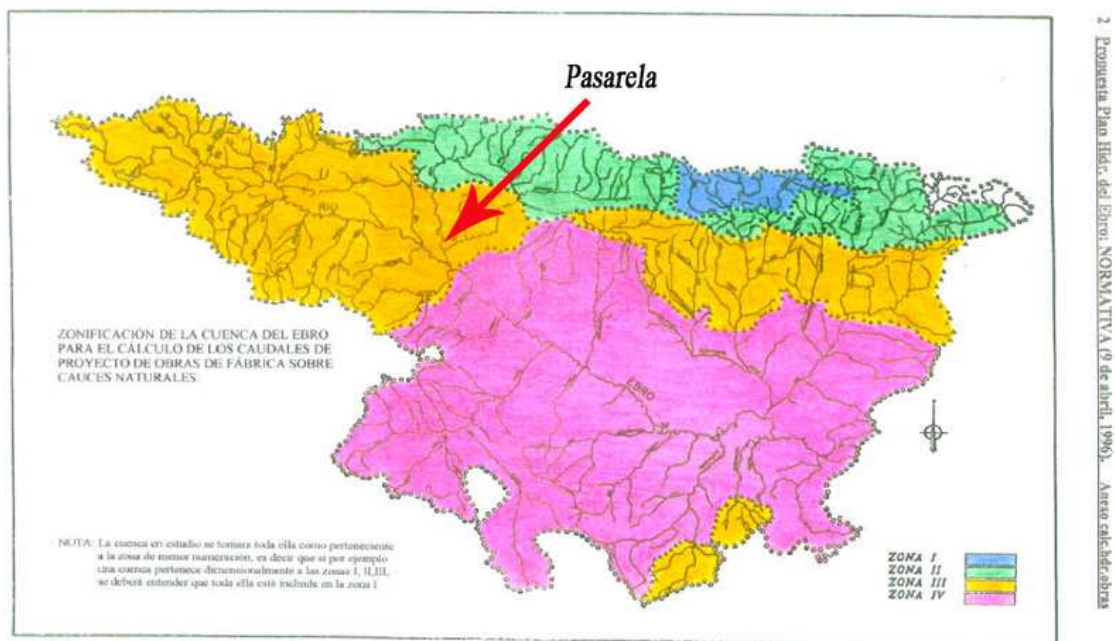 Pasarela
EBRO
ZONIFICACIÓN DE LA CUENCA DEL EBRO
PARA EL CÁLCULO DE LOS CAUDALES DE
PROYECTO DE OBRAS DE FÁBRICA SOBRE
CAUCES NATURALES
NOTA: La cuenca en estudio se tomara toda ella como perteneciente
a la zona de menor numeración, es decir que si por ejemplo
una cuenca pertenece dimensionalmente a las zonas I, II,III,
se deberá entender que toda ella está incluida en la zona I
ZONA I
ZONA II
ZONA III
ZONA IV
2 Propuesta Plan Hidr. del Ebro: NORMATIVA (9 de abril, 1996). Anexo calc.hdr.obras